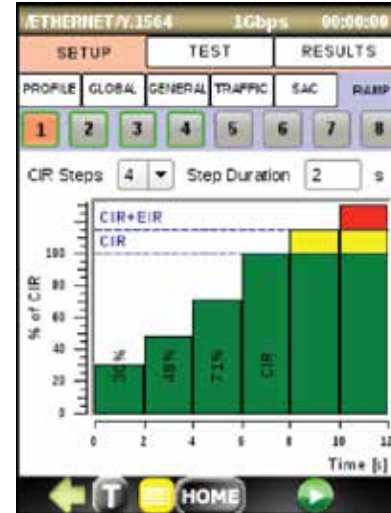 ÆTHERNET/Y.1564 1Gbps 00:00:00
SETUP TEST RESULTS
PROFILE GLOBAL GENERAL TRAFFIC SAC RAMP
1 2 3 4 5 6 7 8
CIR Steps 4 Step Duration 2 s
CIR+EIR
CIR
% of CIR
100
80
60
40
20
0
30% 48% 71% CIR
0 2 4 6 8 10 12
Time [s]
T HOME